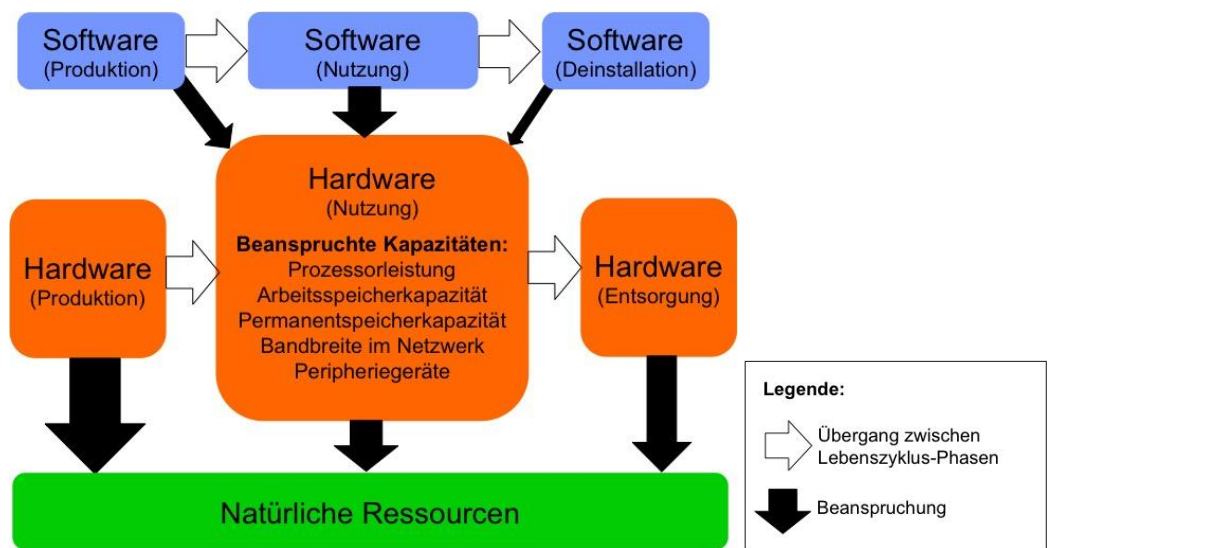 Software
(Produktion)
Software
(Nutzung)
Software
(Deinstallation)
Hardware
(Produktion)
Hardware
(Nutzung)
Beanspruchte Kapazitäten:
Prozessorleistung
Arbeitsspeicherkapazität
Permanentspeicherkapazität
Bandbreite im Netzwerk
Peripheriegeräte
Hardware
(Entsorgung)
Natürliche Ressourcen
Legende:
Übergang zwischen
Lebenszyklus-Phasen
Beanspruchung